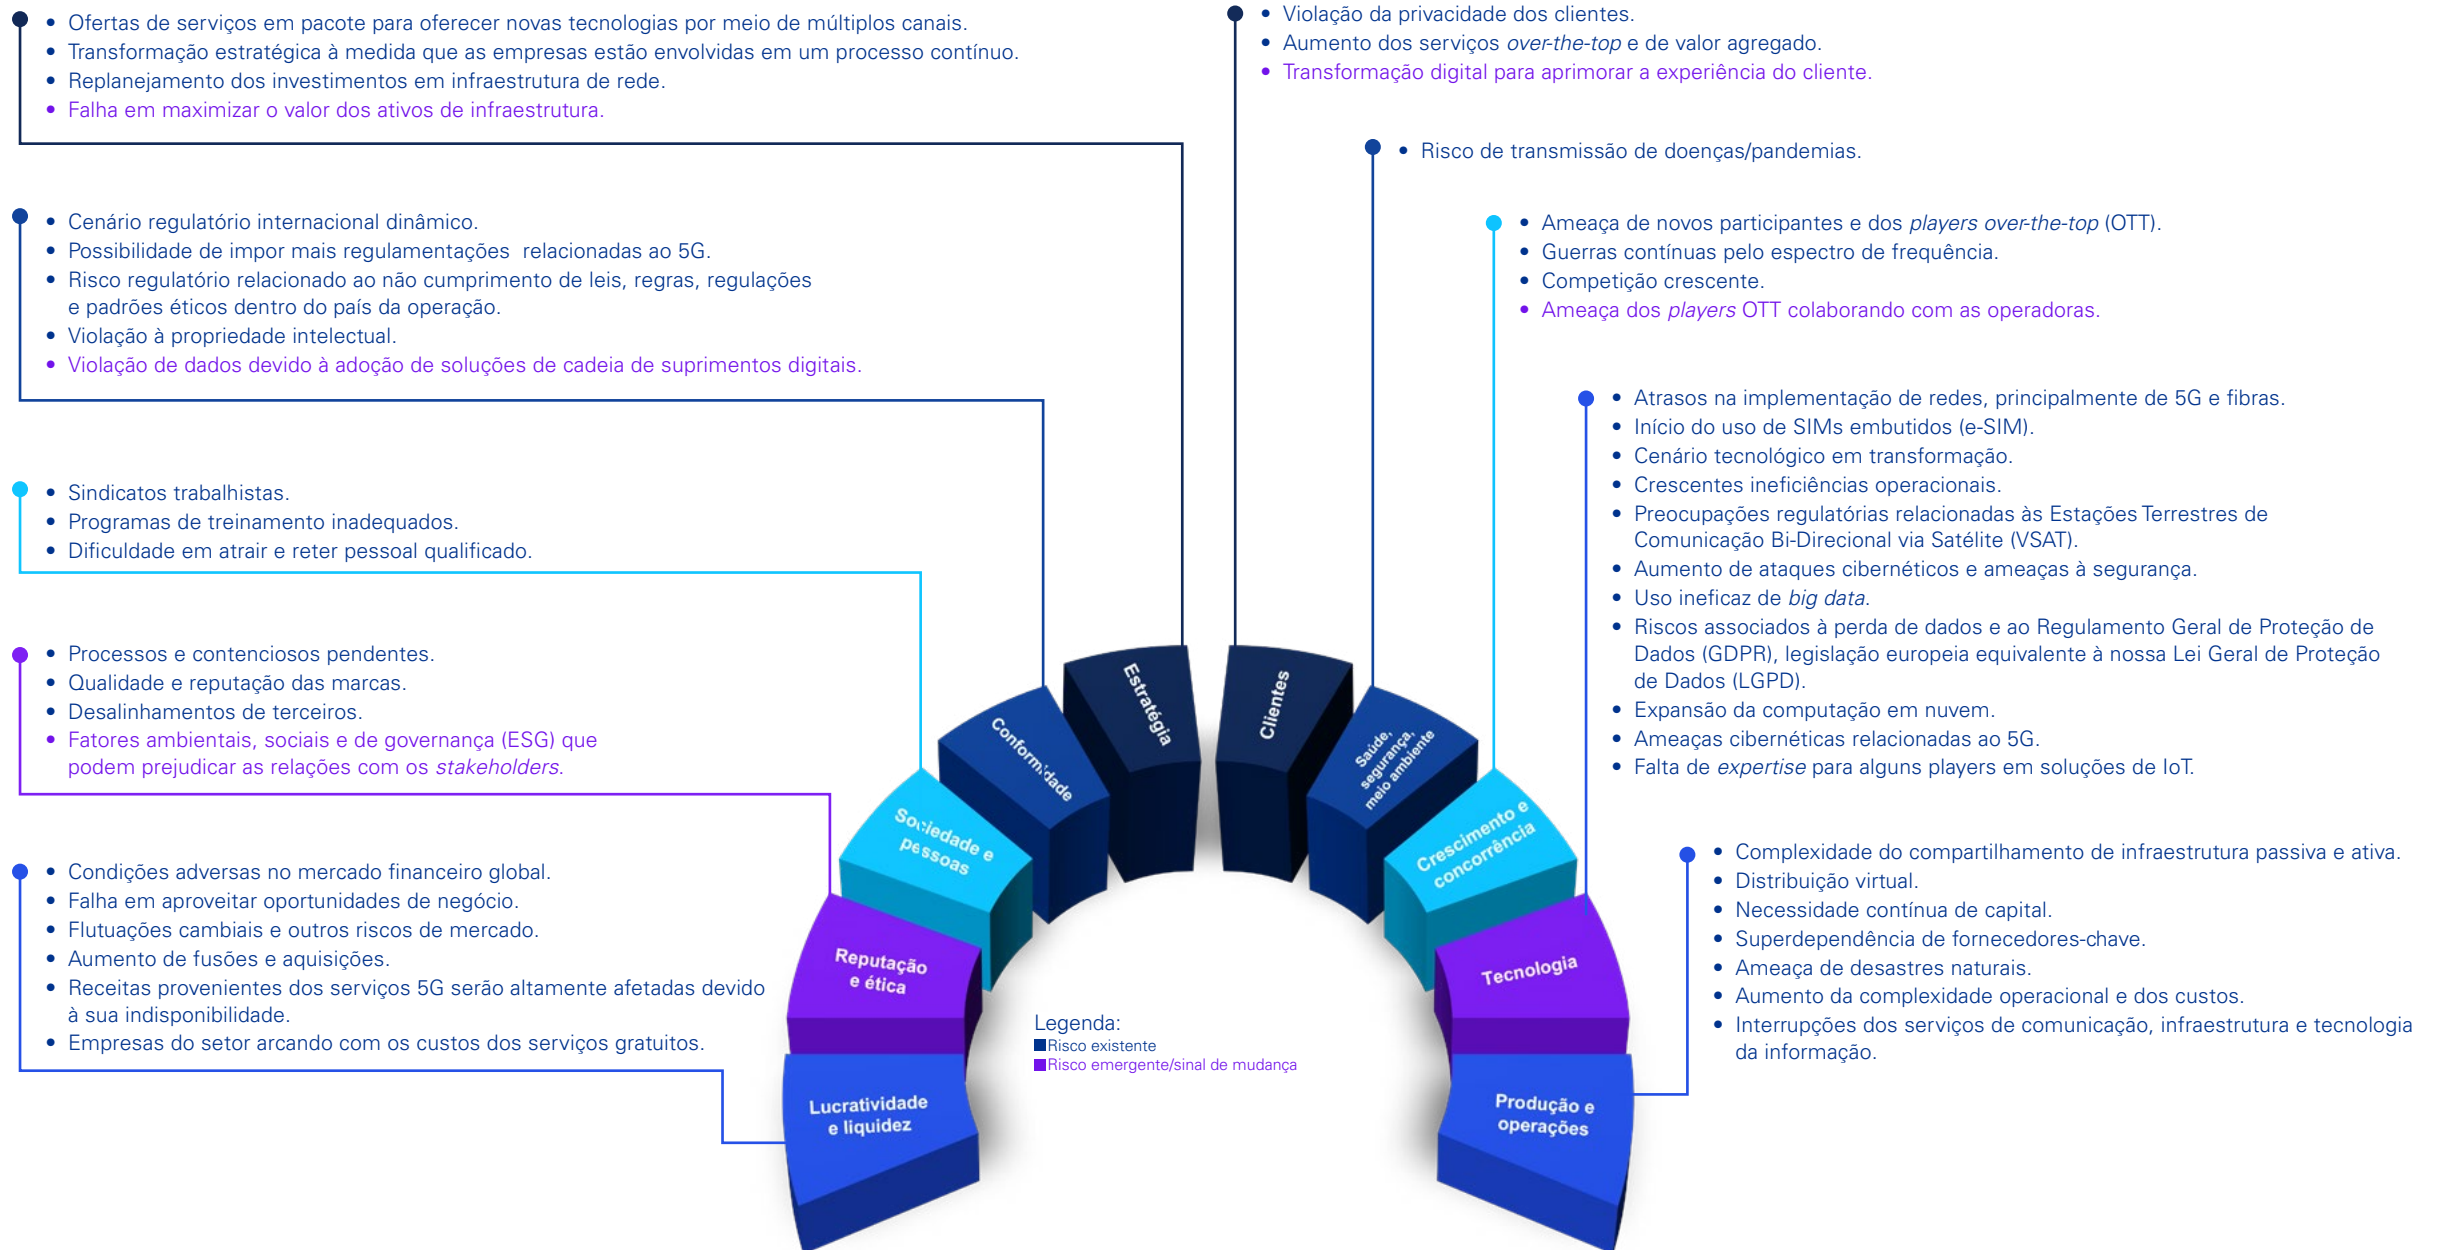 • Ofertas de serviços em pacote para oferecer novas tecnologias por meio de múltiplos canais.
• Transformação estratégica à medida que as empresas estão envolvidas em um processo contínuo.
• Replanejamento dos investimentos em infraestrutura de rede.
• Falha em maximizar o valor dos ativos de infraestrutura.
• Cenário regulatório internacional dinâmico.
• Possibilidade de impor mais regulamentações relacionadas ao 5G.
• Risco regulatório relacionado ao não cumprimento de leis, regras, regulações
e padrões éticos dentro do país da operação.
• Violação à propriedade intelectual.
• Violação de dados devido à adoção de soluções de cadeia de suprimentos digitais.
• Sindicatos trabalhistas.
• Programas de treinamento inadequados.
• Dificuldade em atrair e reter pessoal qualificado.
• Processos e contenciosos pendentes.
• Qualidade e reputação das marcas.
• Desalinhamentos de terceiros.
• Fatores ambientais, sociais e de governança (ESG) que
podem prejudicar as relações com os stakeholders.
• Condições adversas no mercado financeiro global.
• Falha em aproveitar oportunidades de negócio.
• Flutuações cambiais e outros riscos de mercado.
• Aumento de fusões e aquisições.
• Receitas provenientes dos serviços 5G serão altamente afetadas devido
à sua indisponibilidade.
• Empresas do setor arcando com os custos dos serviços gratuitos.
• Violação da privacidade dos clientes.
• Aumento dos serviços over-the-top e de valor agregado.
• Transformação digital para aprimorar a experiência do cliente.
• Risco de transmissão de doenças/pandemias.
• Ameaça de novos participantes e dos players over-the-top (OTT).
• Guerras contínuas pelo espectro de frequência.
• Competição crescente.
• Ameaça dos players OTT colaborando com as operadoras.
• Atrasos na implementação de redes, principalmente de 5G e fibras.
• Início do uso de SIMs embutidos (e-SIM).
• Cenário tecnológico em transformação.
• Crescentes ineficiências operacionais.
• Preocupações regulatórias relacionadas às Estações Terrestres de
Comunicação Bi-Direcional via Satélite (VSAT).
• Aumento de ataques cibernéticos e ameaças à segurança.
• Uso ineficaz de big data.
• Riscos associados à perda de dados e ao Regulamento Geral de Proteção de
Dados (GDPR), legislação europeia equivalente à nossa Lei Geral de Proteção
de Dados (LGPD).
• Expansão da computação em nuvem.
• Ameaças cibernéticas relacionadas ao 5G.
• Falta de expertise para alguns players em soluções de IoT.
• Complexidade do compartilhamento de infraestrutura passiva e ativa.
• Distribuição virtual.
• Necessidade contínua de capital.
• Superdependência de fornecedores-chave.
• Ameaça de desastres naturais.
• Aumento da complexidade operacional e dos custos.
• Interrupções dos serviços de comunicação, infraestrutura e tecnologia
da informação.
Lucratividade
e liquidez
Reputação
e ética
Sociedade e
pessoas
Conformidade
Estratégia
Clientes
Saúde,
segurança,
meio ambiente
Crescimento e
concorrência
Tecnologia
Produção e
operações
Legenda:
Risco existente
Risco emergente/sinal de mudança